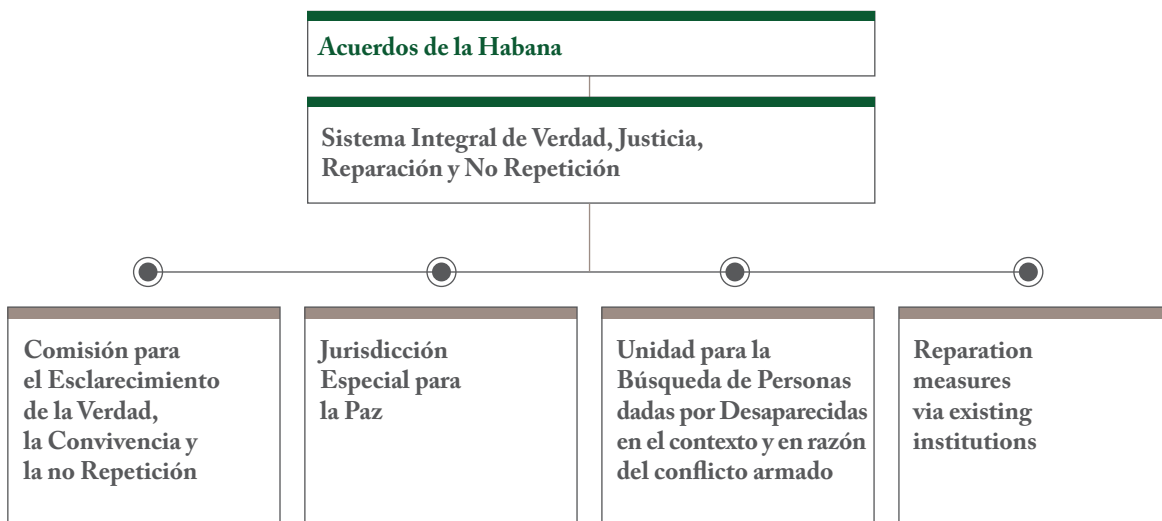 Acuerdos de la Habana
Sistema Integral de Verdad, Justicia,
Reparación y No Repetición
Comisión para
el Esclarecimiento
de la Verdad,
la Convivencia y
la no Repetición
Jurisdicción
Especial para
la Paz
Unidad para la
Búsqueda de Personas
dadas por Desaparecidas
en el contexto y en razón
del conflicto armado
Reparation
measures
via existing
institutions